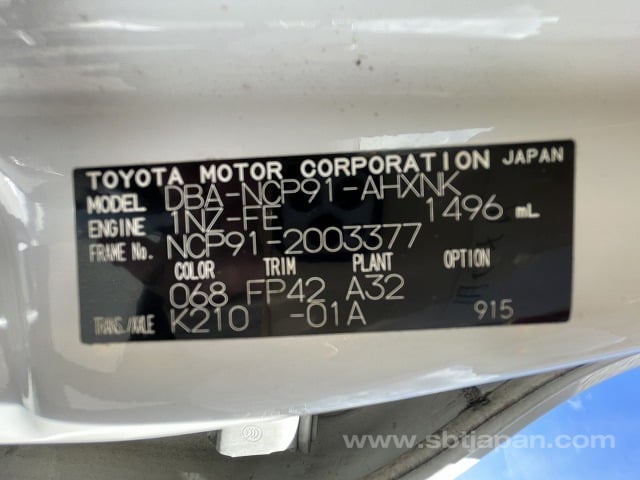 TOYOTA MOTOR CORPORATION JAPAN
MODEL DBA-NCP91-AHXNK
ENGINE 1NZ-FE 1496 mL
FRAME No. NCP91-2003377
COLOR TRIM PLANT OPTION
068 FP42 A32
TRANS./AXLE K210 -01A 915
www.sbtjapan.com